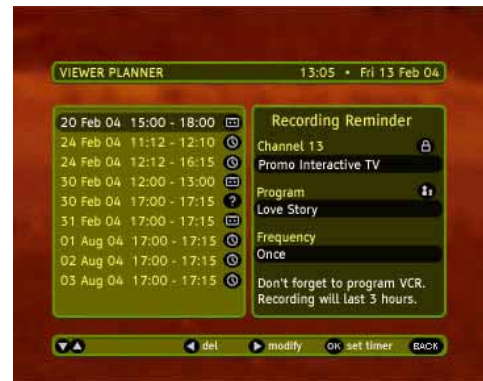 VIEWER PLANNER
13:05 • Fri 13 Feb 04
20 Feb 04 15:00 - 18:00
24 Feb 04 11:12 - 12:10
24 Feb 04 12:12 - 16:15
30 Feb 04 12:00 - 13:00
30 Feb 04 17:00 - 17:15 ?
31 Feb 04 17:00 - 17:15
01 Aug 04 17:00 - 17:15
02 Aug 04 17:00 - 17:15
03 Aug 04 17:00 - 17:15
Recording Reminder
Channel 13
Promo Interactive TV
Program
Love Story
Frequency
Once
Don't forget to program VCR.
Recording will last 3 hours.
del
modify
OK set timer
BACK